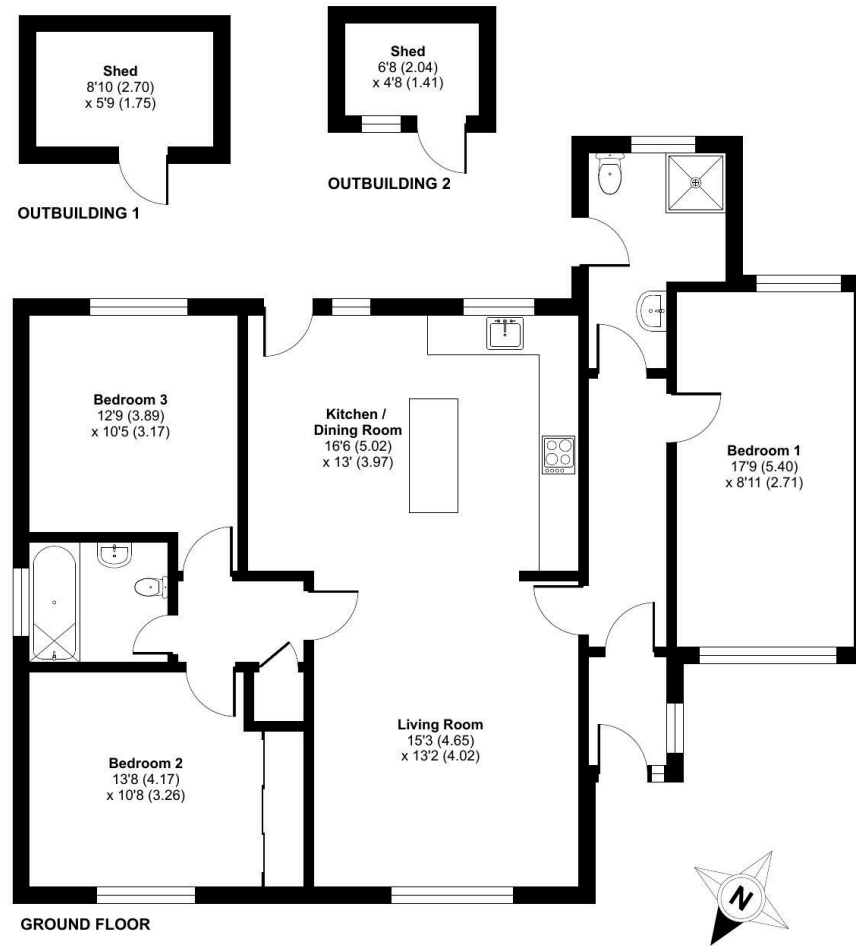 Shed
8'10 (2.70)
x 5'9 (1.75)
OUTBUILDING 1
Shed
6'8 (2.04)
x 4'8 (1.41)
OUTBUILDING 2
Bedroom 3
12'9 (3.89)
x 10'5 (3.17)
Kitchen /
Dining Room
16'6 (5.02)
x 13' (3.97)
Bedroom 1
17'9 (5.40)
x 8'11 (2.71)
Living Room
15'3 (4.65)
x 13'2 (4.02)
Bedroom 2
13'8 (4.17)
x 10'8 (3.26)
N
GROUND FLOOR